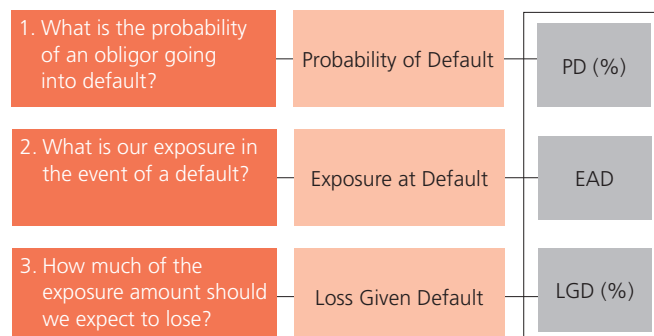 1. What is the probability
of an obligor going
into default?
Probability of Default
PD (%)
2. What is our exposure in
the event of a default?
Exposure at Default
EAD
3. How much of the
exposure amount should
we expect to lose?
Loss Given Default
LGD (%)